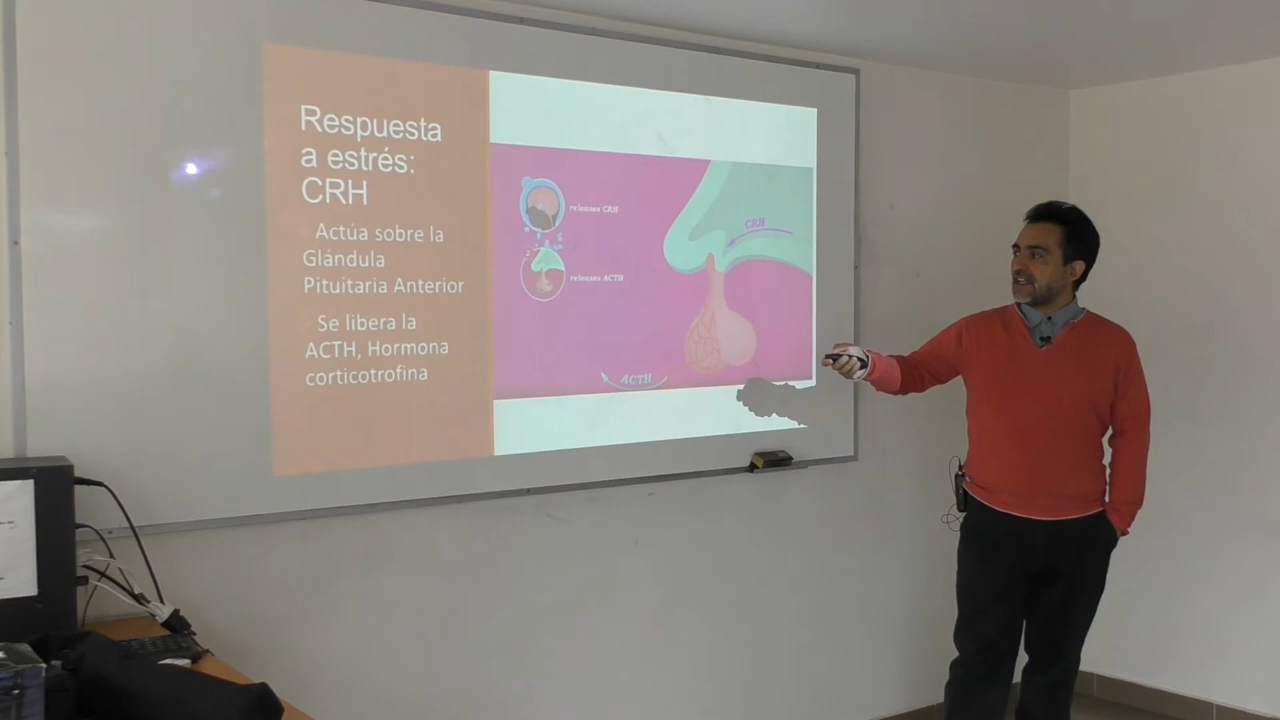 Respuesta
a estrés:
CRH
Actúa sobre la
Glándula
Pituitaria Anterior
Se libera la
ACTH, Hormona
corticotrofina
releases CRH
releases ACTH
CRH
ACTH